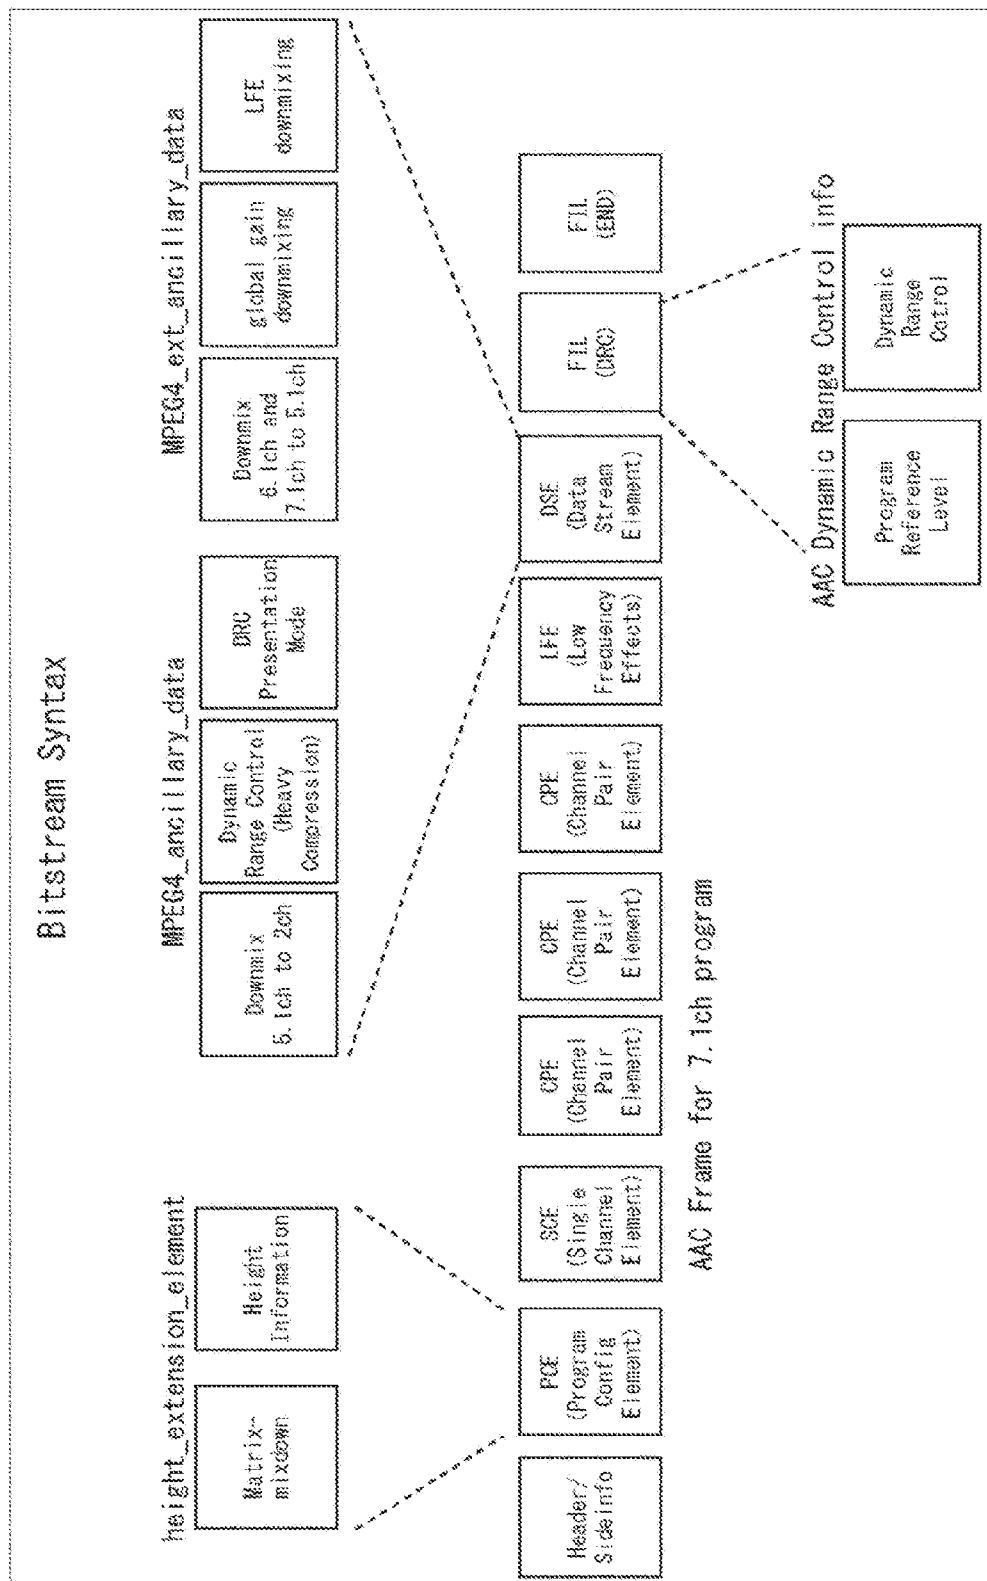 Bitstream Syntax
height_extension_element
Matrix-
mixdown
Height
Information
MPEG4_ancillary_data
Downmix
5.1ch to 2ch
Dynamic
Range Control
(Heavy
Compression)
DRC
Presentation
Mode
MPEG4_ext_ancillary_data
Downmix
6.1ch and
7.1ch to 5.1ch
global gain
downmixing
LFE
downmixing
Header/
Sideinfo
PCE
(Program
Config
Element)
SCE
(Single
Channel
Element)
CPE
(Channel
Pair
Element)
CPE
(Channel
Pair
Element)
CPE
(Channel
Pair
Element)
LFE
(Low
Frequency
Effects)
DSE
(Data
Stream
Element)
FIL
(DRC)
FIL
(END)
AAC Frame for 7.1ch program
AAC Dynamic Range Control info
Program
Reference
Level
Dynamic
Range
Cotrol